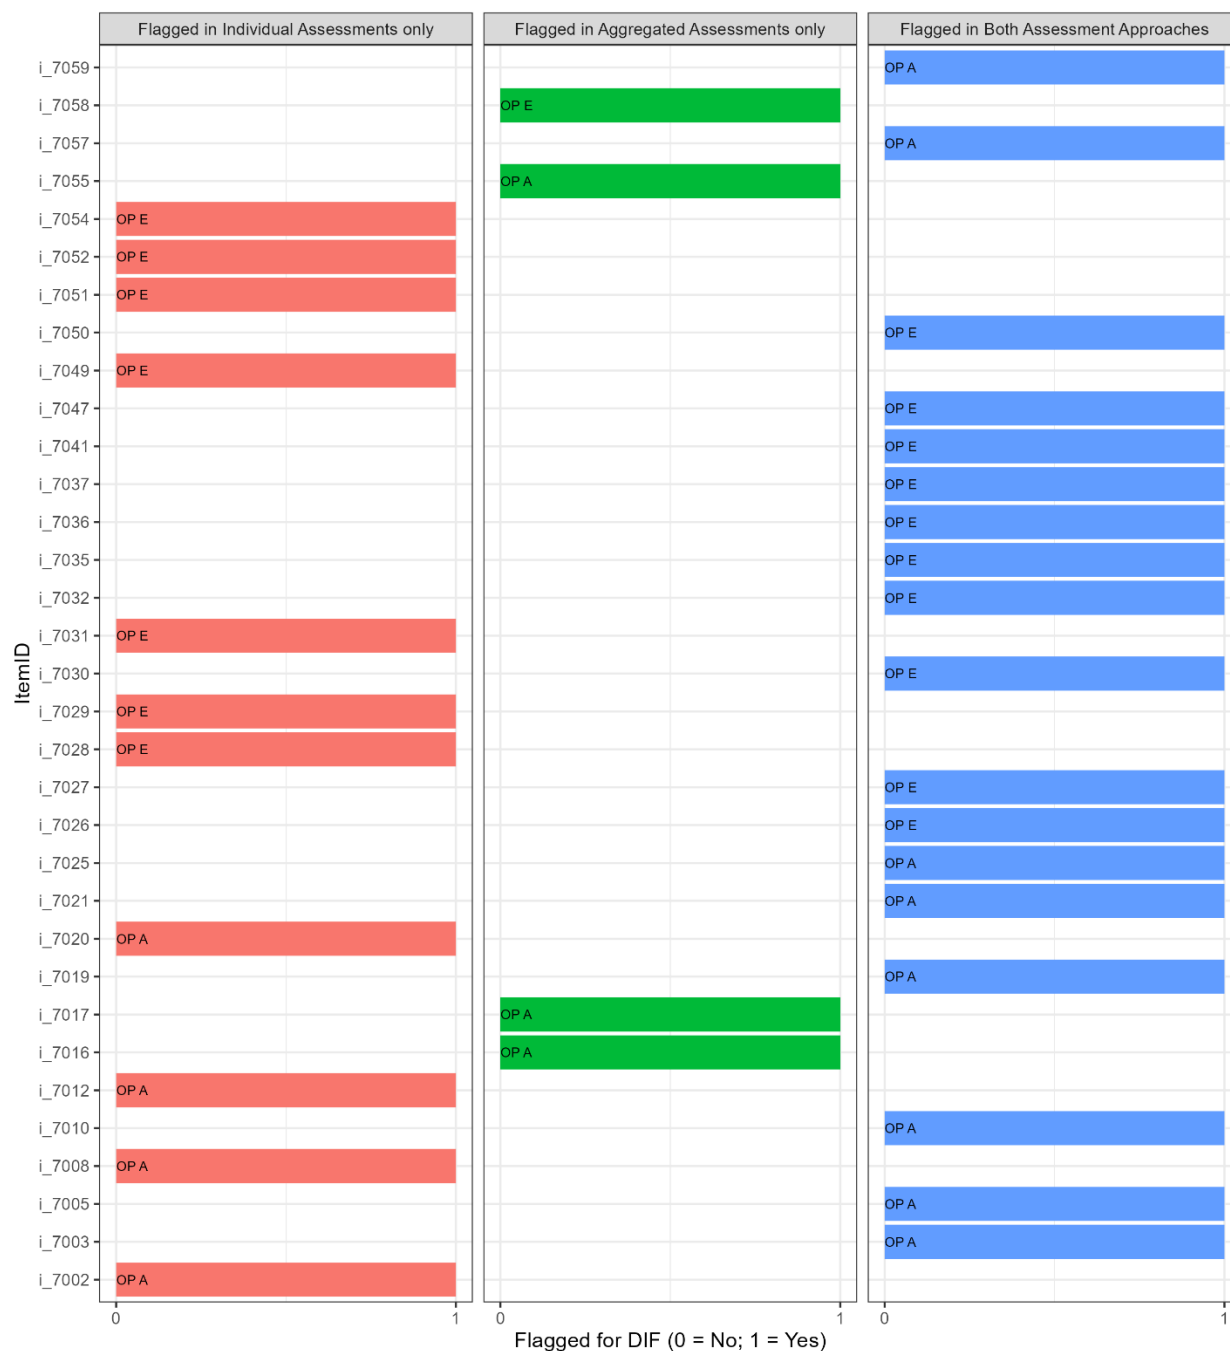 Flagged in Individual Assessments only
Flagged in Aggregated Assessments only
Flagged in Both Assessment Approaches
ItemID
i_7059 OP A
i_7058 OP E
i_7057 OP A
i_7055 OP A
i_7054 OP E
i_7052 OP E
i_7051 OP E
i_7050 OP E
i_7049 OP E
i_7047 OP E
i_7041 OP E
i_7037 OP E
i_7036 OP E
i_7035 OP E
i_7032 OP E
i_7031 OP E
i_7030 OP E
i_7029 OP E
i_7028 OP E
i_7027 OP E
i_7026 OP E
i_7025 OP A
i_7021 OP A
i_7020 OP A
i_7019 OP A
i_7017 OP A
i_7016 OP A
i_7012 OP A
i_7010 OP A
i_7008 OP A
i_7005 OP A
i_7003 OP A
i_7002 OP A
0 1 0 1 0 1
Flagged for DIF (0 = No; 1 = Yes)